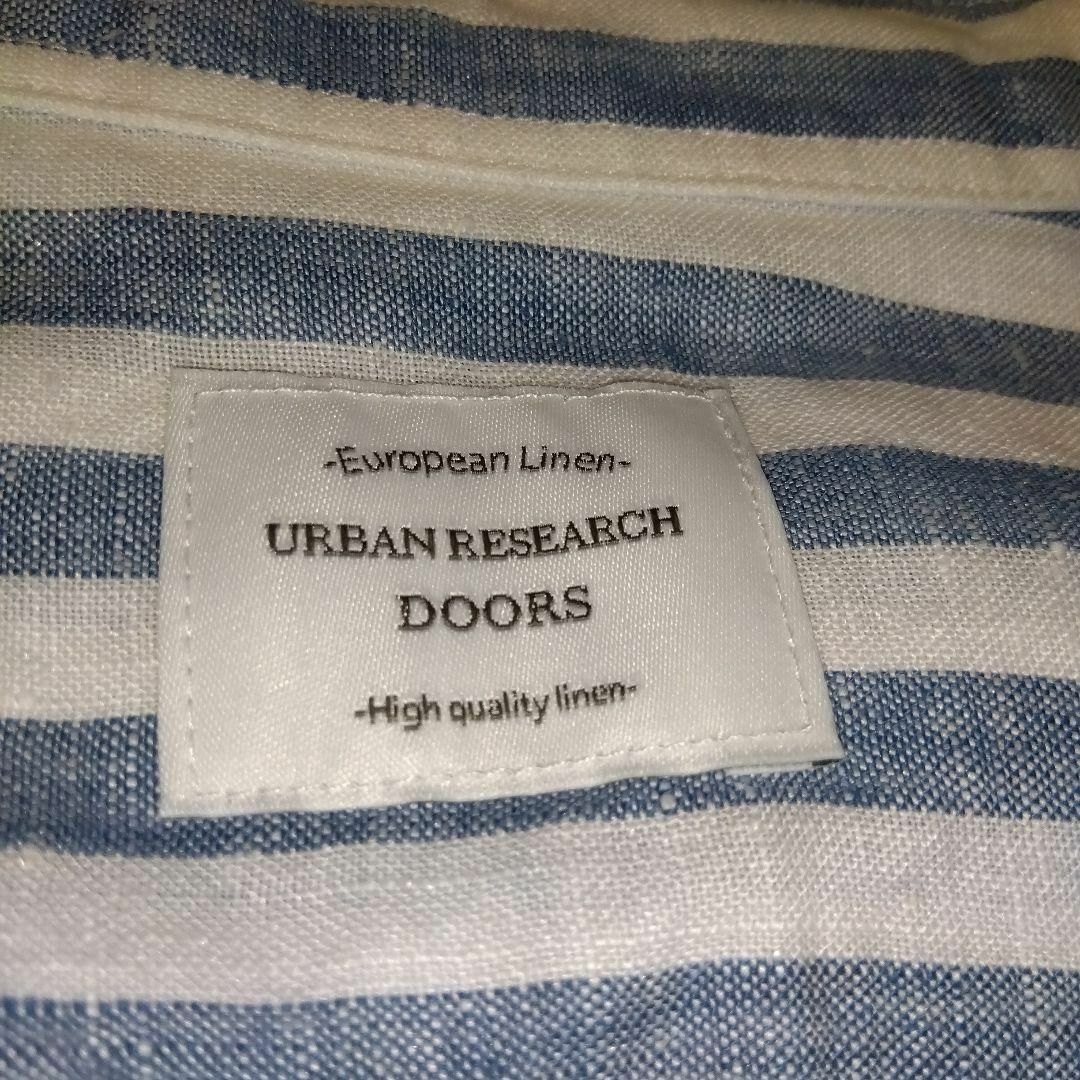 -European Linen-
URBAN RESEARCH
DOORS
-High quality linen-